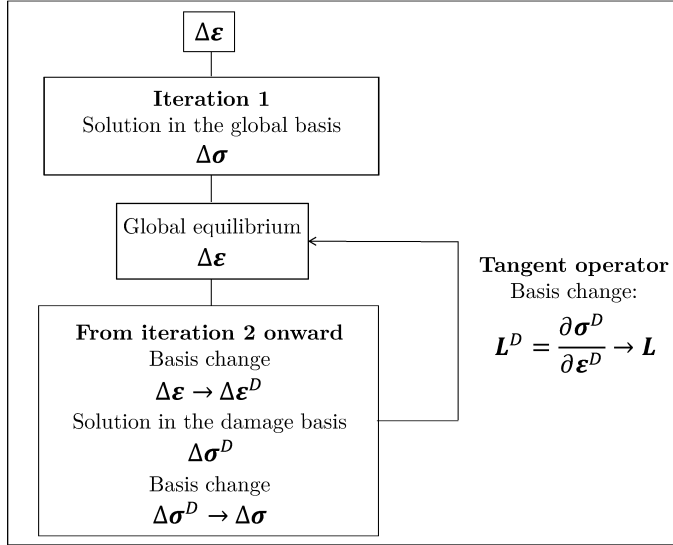 Δε
Iteration 1
Solution in the global basis
Δσ
Global equilibrium
Δε
From iteration 2 onward
Basis change
Δε → Δε^D
Solution in the damage basis
Δσ^D
Basis change
Δσ^D → Δσ
Tangent operator
Basis change:
L^D = ∂σ^D / ∂ε^D → L